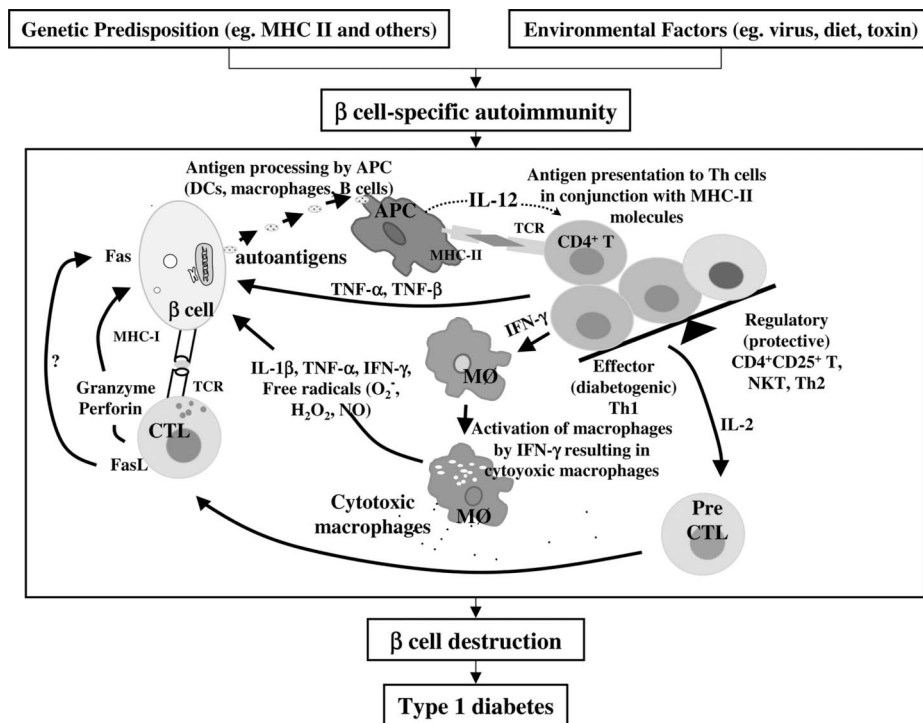 Genetic Predisposition (eg. MHC II and others)
Environmental Factors (eg. virus, diet, toxin)
β cell-specific autoimmunity
Antigen processing by APC
(DCs, macrophages, B cells)
Antigen presentation to Th cells
in conjunction with MHC-II
molecules
APC
IL-12
TCR
CD4⁺ T
MHC-II
Fas
autoantigens
β cell
TNF-α, TNF-β
IFN-γ
MHC-I
?
TCR
Granzyme
Perforin
CTL
FasL
IL-1β, TNF-α, IFN-γ,
Free radicals (O₂⁻,
H₂O₂, NO)
MØ
Effector
(diabetogenic)
Th1
Regulatory
(protective)
CD4⁺CD25⁺ T,
NKT, Th2
IL-2
Activation of macrophages
by IFN-γ resulting in
cytoyoxic macrophages
Cytotoxic
macrophages
MØ
Pre
CTL
β cell destruction
Type 1 diabetes